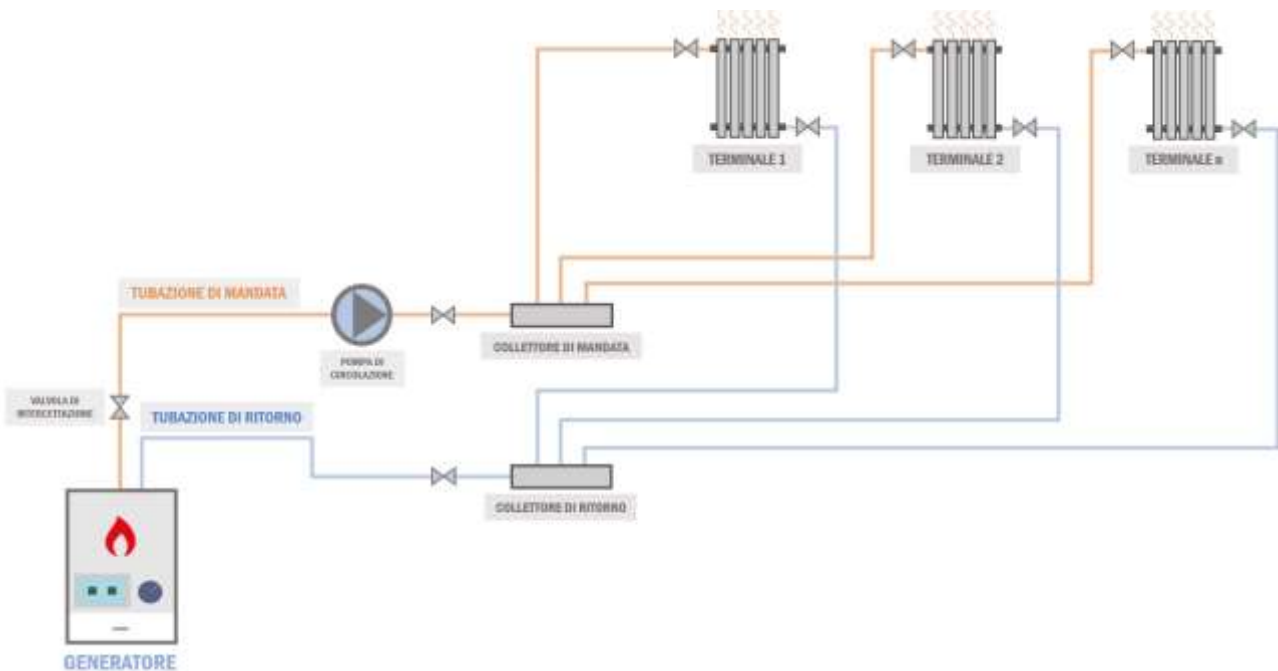 TERMINALE 1
TERMINALE 2
TERMINALE n
TUBAZIONE DI MANDATA
COLLETTORE DI MANDATA
POMPA DI
CIRCOLAZIONE
VALVOLA DI
INTERCETTAZIONE
TUBAZIONE DI RITORNO
COLLETTORE DI RITORNO
GENERATORE